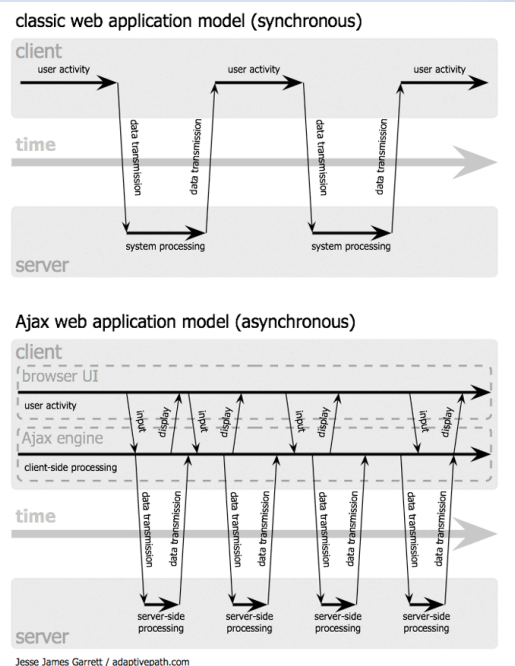 classic web application model (synchronous)
client
user activity
user activity
user activity
data transmission
data transmission
data transmission
data transmission
time
system processing
system processing
server
Ajax web application model (asynchronous)
client
browser UI
user activity
input
display
input
display
input
display
input
display
Ajax engine
client-side processing
data transmission
data transmission
data transmission
data transmission
data transmission
data transmission
data transmission
data transmission
time
server-side
processing
server-side
processing
server-side
processing
server-side
processing
server
Jesse James Garrett / adaptivepath.com